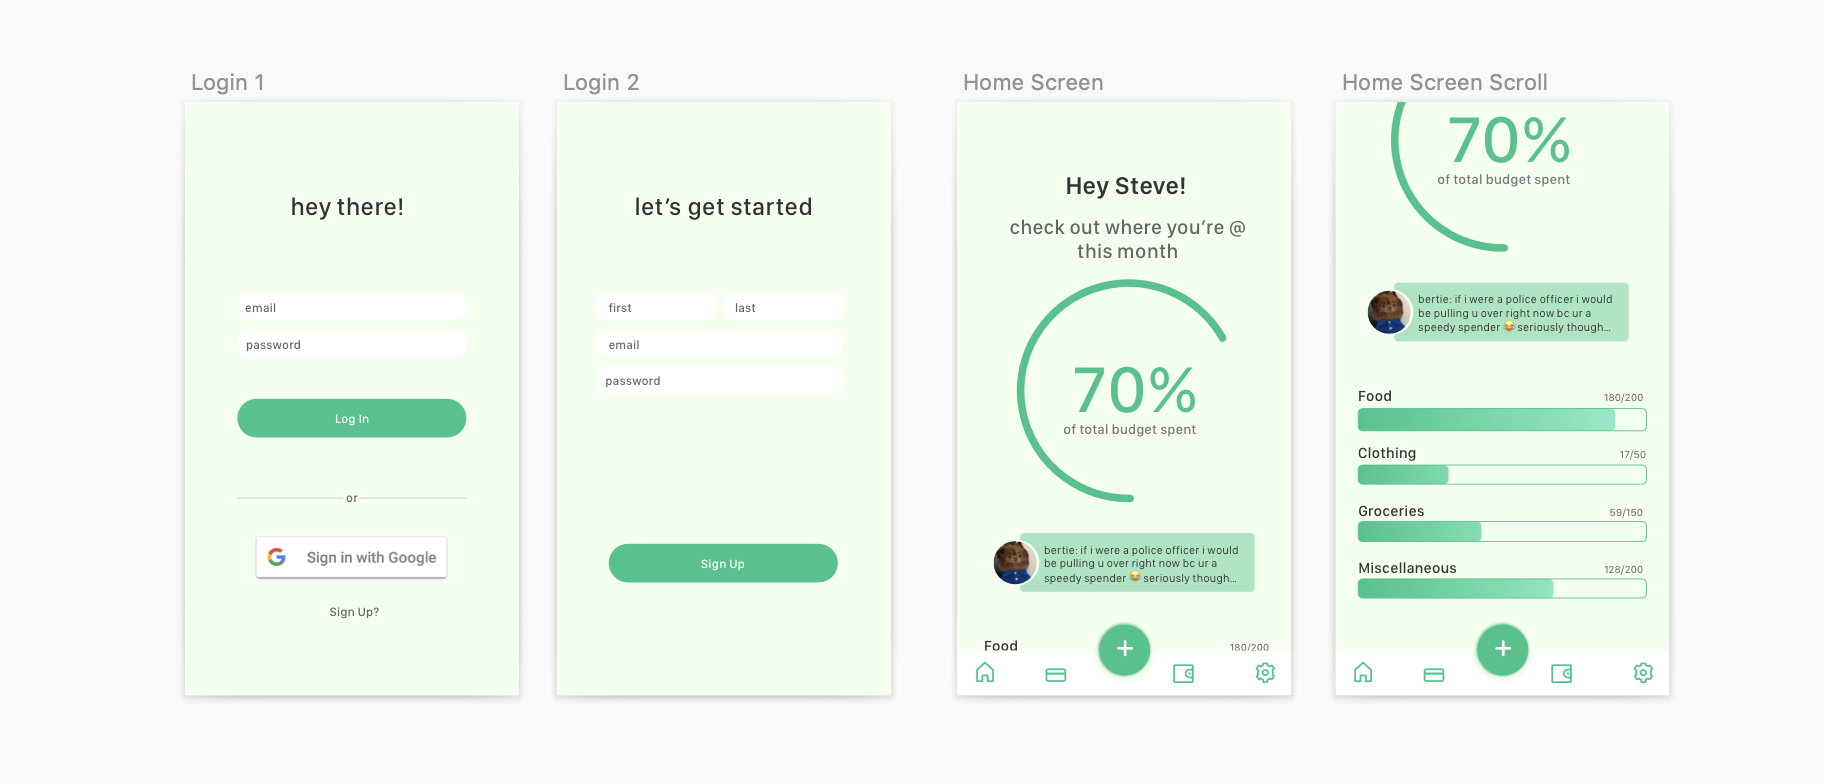 Login 1
hey there!
email
password
Log In
or
Sign in with Google
Sign Up?
Login 2
let’s get started
first
last
email
password
Sign Up
Home Screen
Hey Steve!
check out where you’re @
this month
70%
of total budget spent
bertie: if i were a police officer i would
be pulling u over right now bc ur a
speedy spender 😂 seriously though...
Food
180/200
+
Home Screen Scroll
70%
of total budget spent
bertie: if i were a police officer i would
be pulling u over right now bc ur a
speedy spender 😂 seriously though...
Food
180/200
Clothing
17/50
Groceries
59/150
Miscellaneous
128/200
+